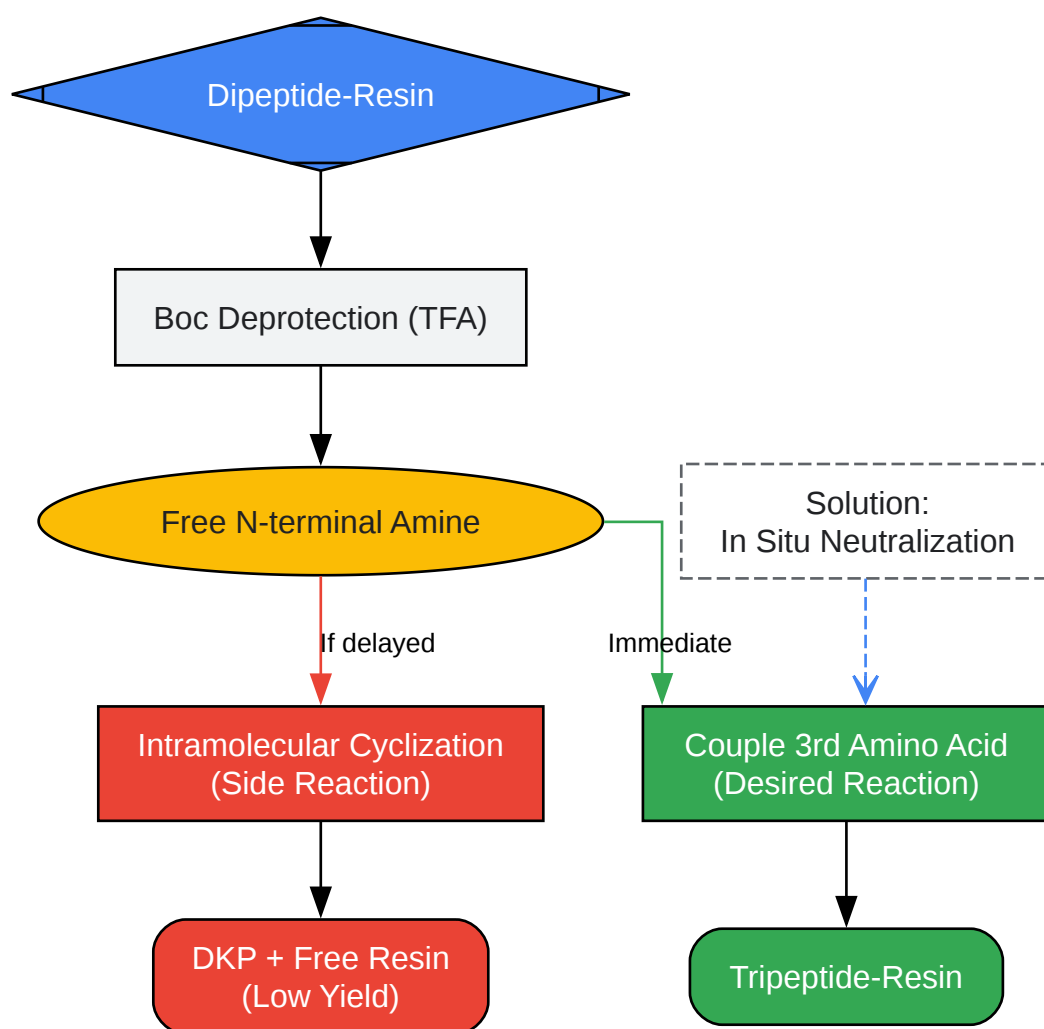 Dipeptide-Resin
Boc Deprotection (TFA)
Free N-terminal Amine
Solution:
In Situ Neutralization
If delayed
Immediate
Intramolecular Cyclization
(Side Reaction)
Couple 3rd Amino Acid
(Desired Reaction)
DKP + Free Resin
(Low Yield)
Tripeptide-Resin